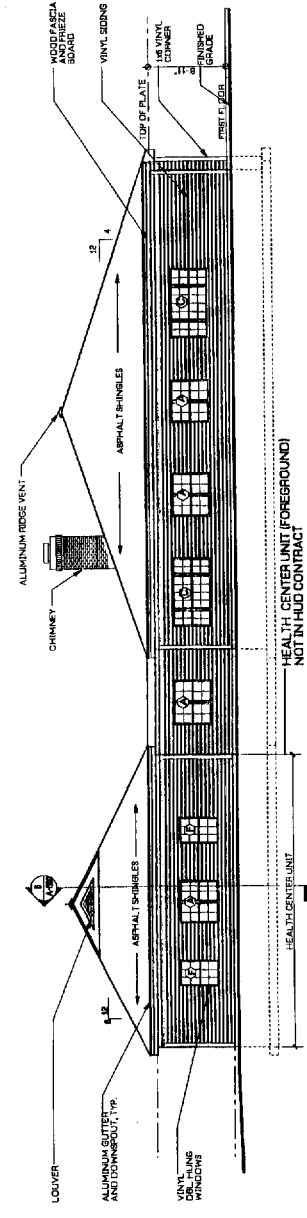 WOOD FASCIA
AND FRIEZE
BOARD
VINYL SIDING
TOP OF PLATE
1x6 VINYL
CORNER
8'-11"
FINISHED
GRADE
FIRST FLOOR
12
4
ALUMINUM RIDGE VENT
ASPHALT SHINGLES
CHIMNEY
C
A
A
C
A
HEALTH CENTER UNIT (FOREGROUND)
NOT IN HUD CONTRACT
B
ASPHALT SHINGLES
F
A
F
HEALTH CENTER UNIT
12
LOUVER
ALUMINUM GUTTER
AND DOWNSPOUT, TYP.
VINYL
DBL. HUNG
WINDOWS